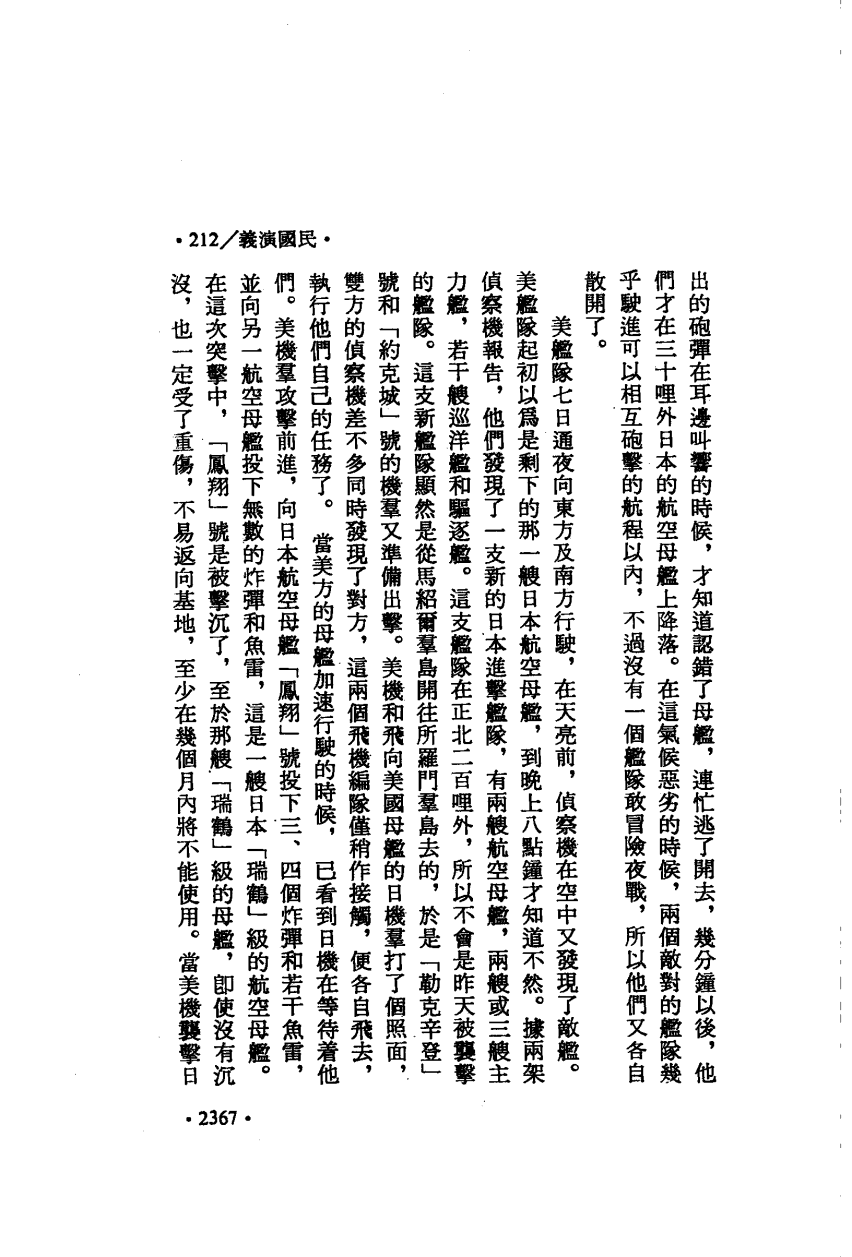 ·212／義演國民·
出的砲彈在耳邊叫響的時候，才知道認錯了母艦，連忙逃了開去，幾分鐘以後，他
們才在三十哩外日本的航空母艦上降落。在這氣候惡劣的時候，兩個敵對的艦隊幾
乎駛進可以相互砲擊的航程以內，不過沒有一個艦隊敢冒險夜戰，所以他們又各自
散開了。
美艦隊七日通夜向東方及南方行駛，在天亮前，偵察機在空中又發現了敵艦。
美艦隊起初以爲是剩下的那一艘日本航空母艦，到晚上八點鐘才知道不然。據兩架
偵察機報告，他們發現了一支新的日本進擊艦隊，有兩艘航空母艦，兩艘或三艘主
力艦，若干艘巡洋艦和驅逐艦。這支艦隊在正北二百哩外，所以不會是昨天被襲擊
的艦隊。這支新艦隊顯然是從馬紹爾羣島開往所羅門羣島去的，於是「勒克辛登」
號和「約克城」號的機羣又準備出擊。美機和飛向美國母艦的日機羣打了個照面，
雙方的偵察機差不多同時發現了對方，這兩個飛機編隊僅稍作接觸，便各自飛去，
執行他們自己的任務了。當美方的母艦加速行駛的時候，已看到日機在等待着他
們。美機羣攻擊前進，向日本航空母艦「鳳翔」號投下三、四個炸彈和若干魚雷，
並向另一航空母艦投下無數的炸彈和魚雷，這是一艘日本「瑞鶴」級的航空母艦。
在這次突擊中，「鳳翔」號是被擊沉了，至於那艘「瑞鶴」級的母艦，即使沒有沉
沒，也一定受了重傷，不易返向基地，至少在幾個月內將不能使用。當美機襲擊日
·2367·